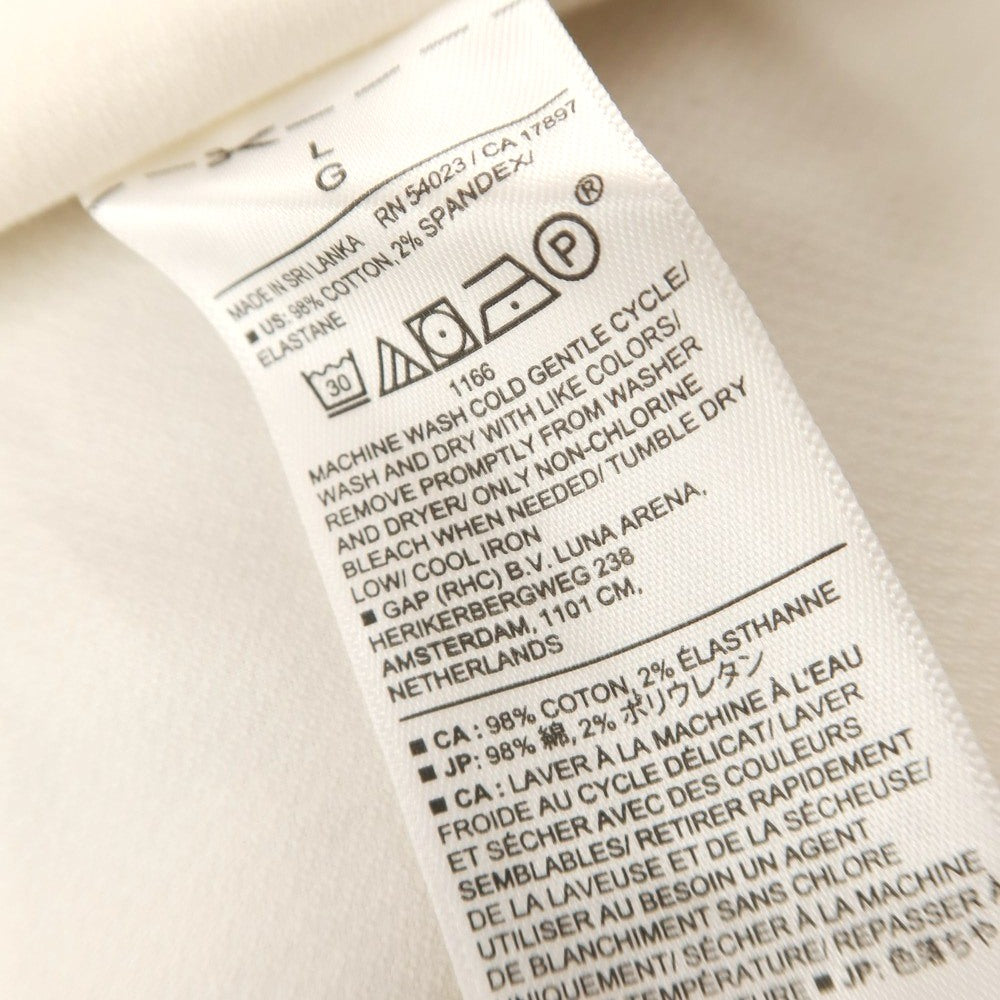 L
G
MADE IN SRI LANKA RN 54023 / CA 17897
■ US: 98% COTTON, 2% SPANDEX/
ELASTANE
30 P ®
1166
MACHINE WASH COLD GENTLE CYCLE/
WASH AND DRY WITH LIKE COLORS/
REMOVE PROMPTLY FROM WASHER
AND DRYER/ ONLY NON-CHLORINE
BLEACH WHEN NEEDED/ TUMBLE DRY
LOW/ COOL IRON
■ GAP (RHC) B.V. LUNA ARENA,
HERIKERBERGWEG 238
AMSTERDAM, 1101 CM,
NETHERLANDS
■ CA : 98% COTON, 2% ÉLASTHANNE
■ JP: 98% 綿, 2% ポリウレタン
■ CA : LAVER À LA MACHINE À L'EAU
FROIDE AU CYCLE DÉLICAT/ LAVER
ET SÉCHER AVEC DES COULEURS
SEMBLABLES/ RETIRER RAPIDEMENT
DE LA LAVEUSE ET DE LA SÉCHEUSE/
UTILISER AU BESOIN UN AGENT
DE BLANCHIMENT SANS CHLORE
UNIQUEMENT/ SÉCHER À LA MACHINE
TEMPÉRATURE/ REPASSER À
■ JP: 色落ちや